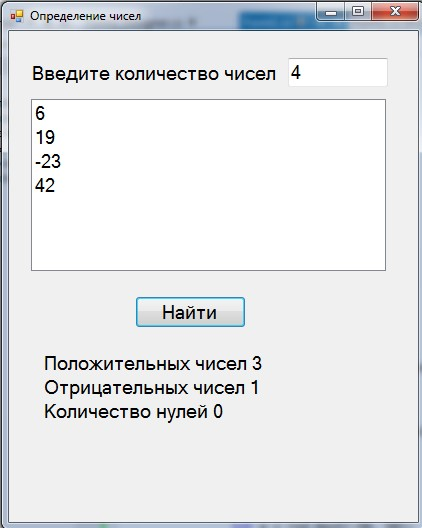 Определение чисел
Введите количество чисел 4
6
19
-23
42
Найти
Положительных чисел 3
Отрицательных чисел 1
Количество нулей 0